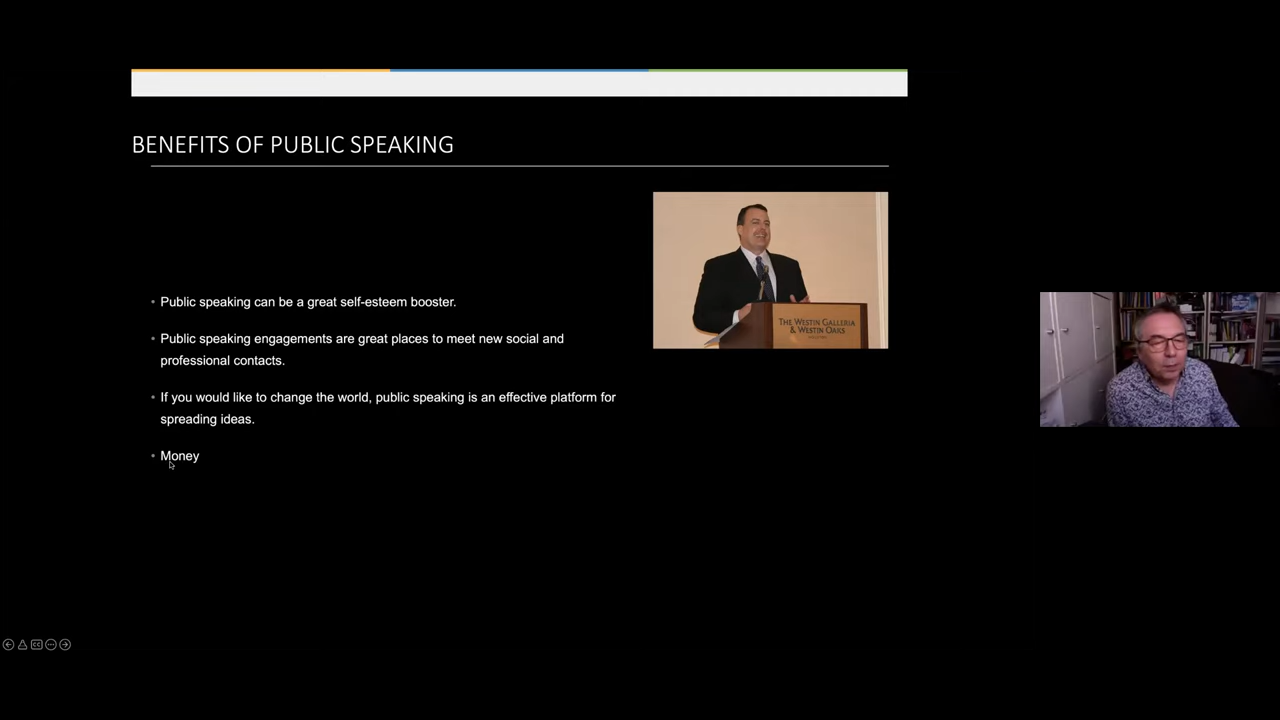 BENEFITS OF PUBLIC SPEAKING
• Public speaking can be a great self-esteem booster.
• Public speaking engagements are great places to meet new social and
professional contacts.
• If you would like to change the world, public speaking is an effective platform for
spreading ideas.
• Money
THE WESTIN GALLERIA
& WESTIN OAKS
CC